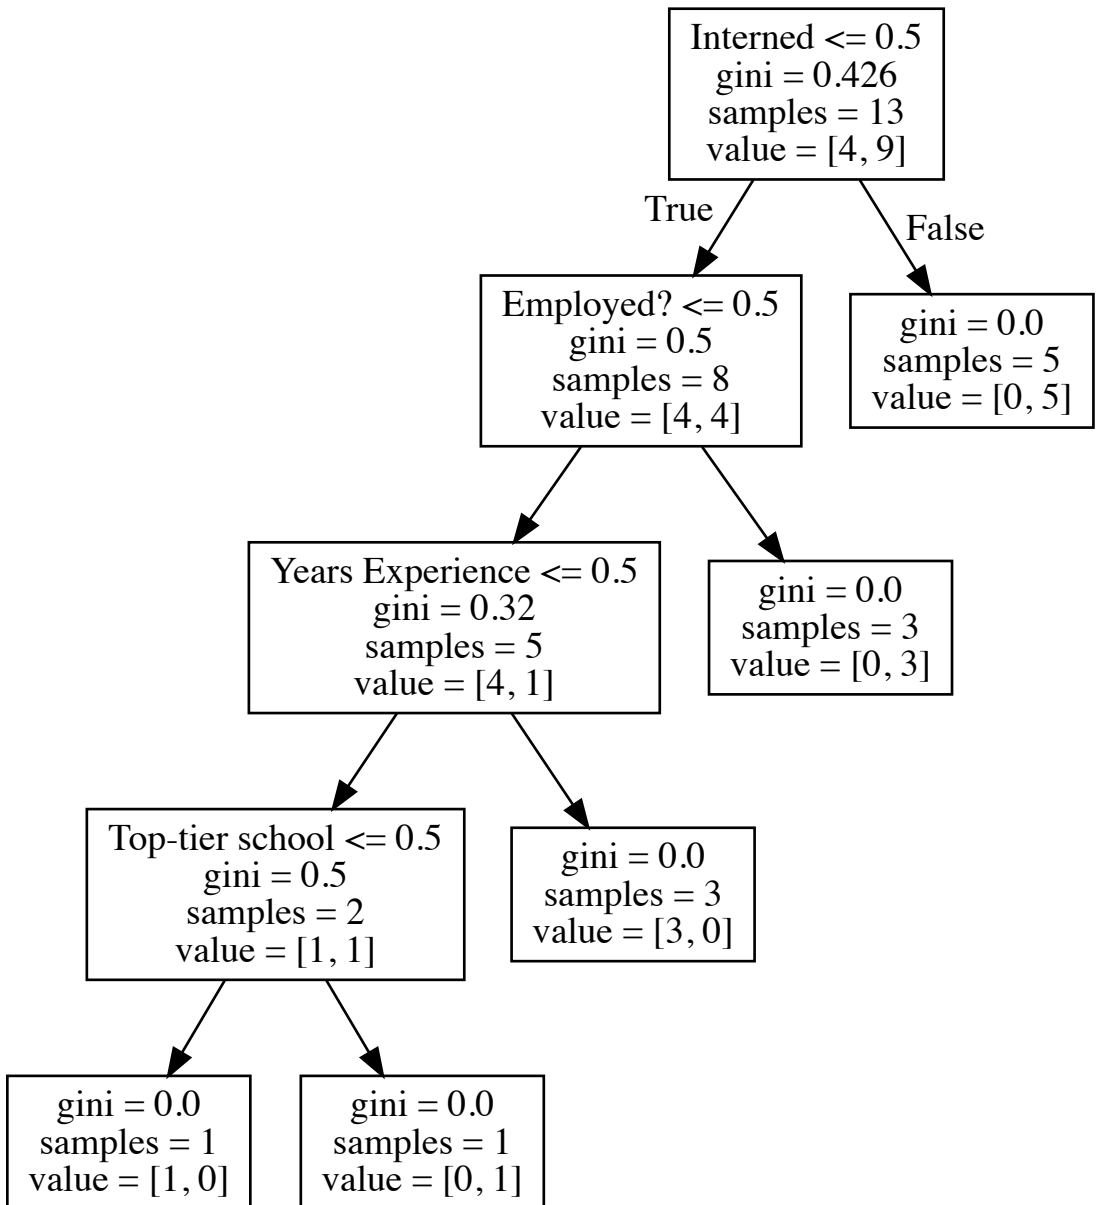 Interned <= 0.5
gini = 0.426
samples = 13
value = [4, 9]
True
False
Employed? <= 0.5
gini = 0.5
samples = 8
value = [4, 4]
gini = 0.0
samples = 5
value = [0, 5]
Years Experience <= 0.5
gini = 0.32
samples = 5
value = [4, 1]
gini = 0.0
samples = 3
value = [0, 3]
Top-tier school <= 0.5
gini = 0.5
samples = 2
value = [1, 1]
gini = 0.0
samples = 3
value = [3, 0]
gini = 0.0
samples = 1
value = [1, 0]
gini = 0.0
samples = 1
value = [0, 1]